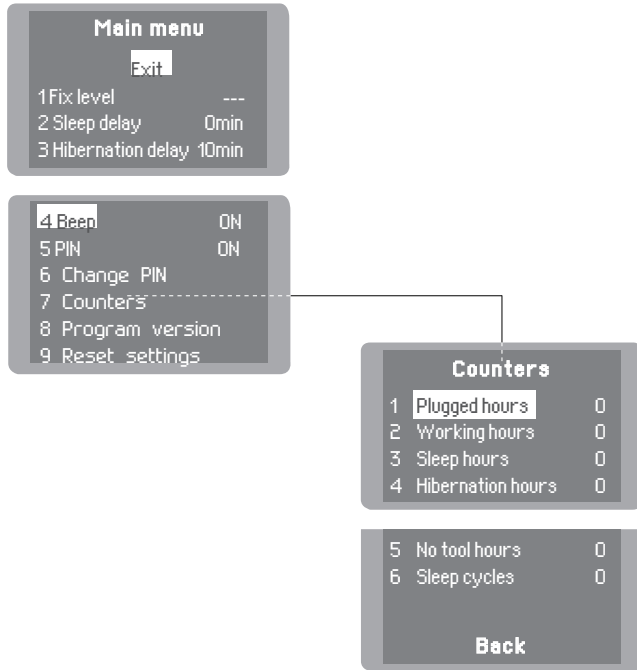 Main menu
Exit
1 Fix level ---
2 Sleep delay 0min
3 Hibernation delay 10min
4 Beep ON
5 PIN ON
6 Change PIN
7 Counters
8 Program version
9 Reset settings
Counters
1 Plugged hours 0
2 Working hours 0
3 Sleep hours 0
4 Hibernation hours 0
5 No tool hours 0
6 Sleep cycles 0
Back